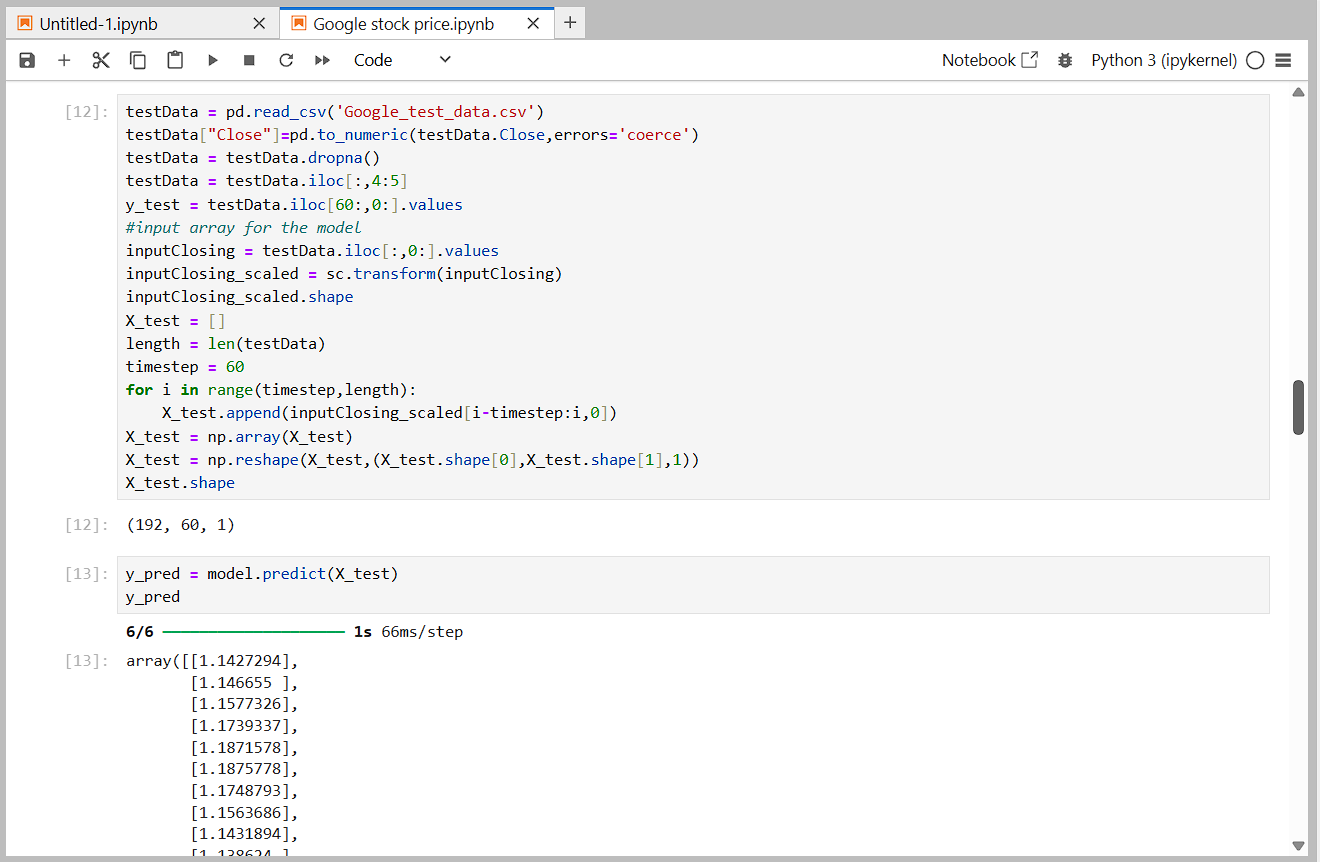 Untitled-1.ipynb
Google stock price.ipynb
Code
Notebook
Python 3 (ipykernel)
[12]:
testData = pd.read_csv('Google_test_data.csv')
testData["Close"]=pd.to_numeric(testData.Close,errors='coerce')
testData = testData.dropna()
testData = testData.iloc[:,4:5]
y_test = testData.iloc[60:,0:].values
#input array for the model
inputClosing = testData.iloc[:,0:].values
inputClosing_scaled = sc.transform(inputClosing)
inputClosing_scaled.shape
X_test = []
length = len(testData)
timestep = 60
for i in range(timestep,length):
    X_test.append(inputClosing_scaled[i-timestep:i,0])
X_test = np.array(X_test)
X_test = np.reshape(X_test,(X_test.shape[0],X_test.shape[1],1))
X_test.shape
[12]: (192, 60, 1)
[13]:
y_pred = model.predict(X_test)
y_pred
6/6 1s 66ms/step
[13]: array([[1.1427294],
[1.146655 ],
[1.1577326],
[1.1739337],
[1.1871578],
[1.1875778],
[1.1748793],
[1.1563686],
[1.1431894],
[1.138624 ]